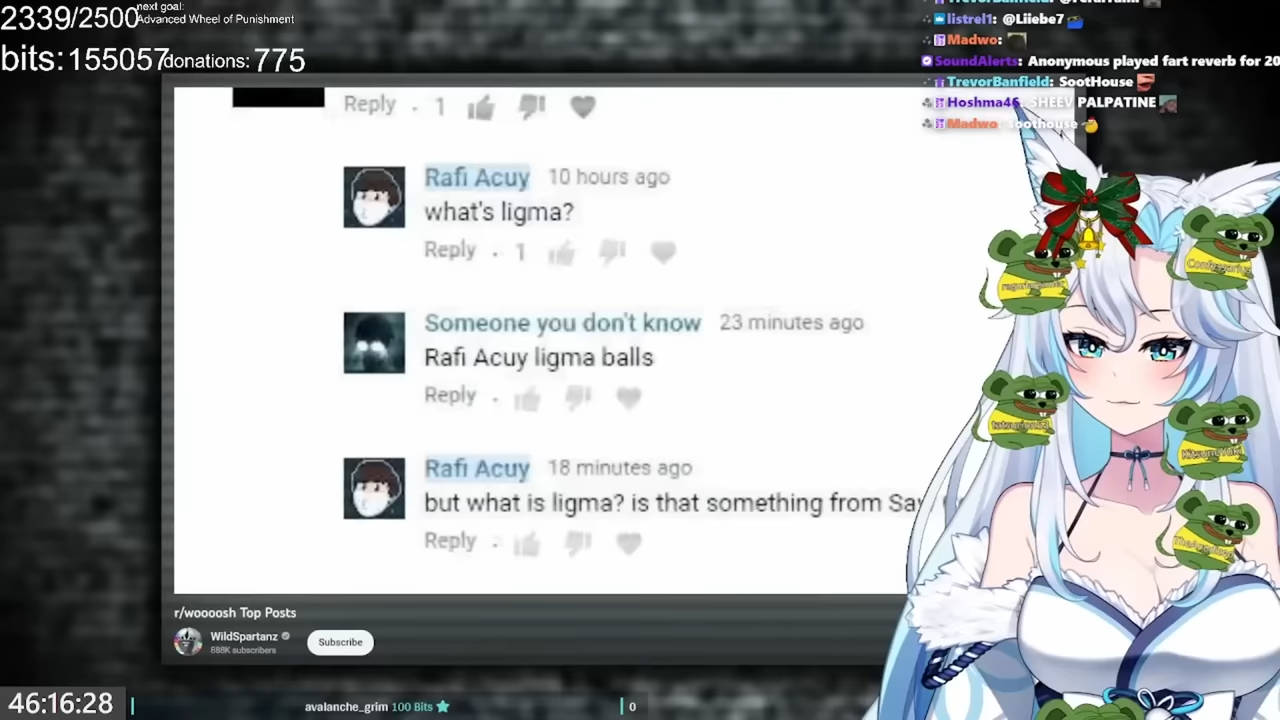 next goal:
2339/2500 Advanced Wheel of Punishment
bits: 155057 donations: 775
listrel1: @Liiebe7
Madwo:
SoundAlerts: Anonymous played fart reverb for 20
TrevorBanfield: SootHouse
Hoshma46: SHEEV PALPATINE
Madwo: soothouse
Reply . 1
Rafi Acuy 10 hours ago
what's ligma?
Reply . 1
Someone you don't know 23 minutes ago
Rafi Acuy ligma balls
Reply .
Rafi Acuy 18 minutes ago
but what is ligma? is that something from
Reply .
Confessarius
KitsuneYuki
r/woooosh Top Posts
WildSpartanz
888K subscribers
Subscribe
46:16:28
avalanche_grim 100 Bits
0